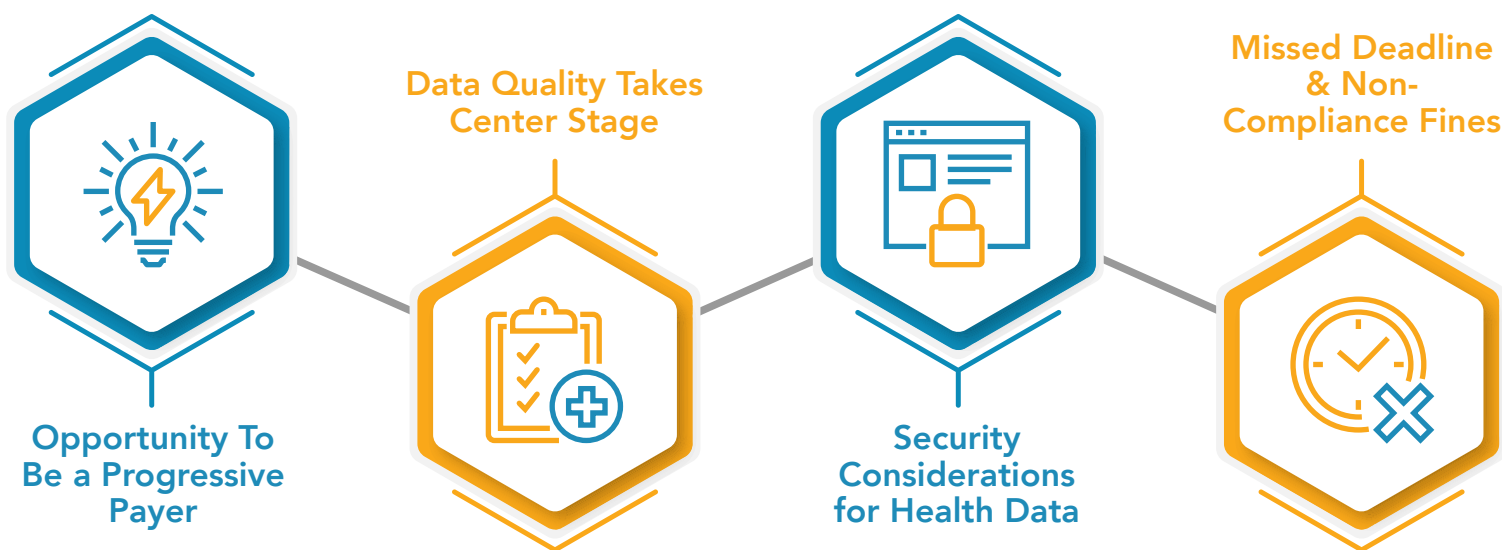 Opportunity To
Be a Progressive
Payer
Data Quality Takes
Center Stage
Security
Considerations
for Health Data
Missed Deadline
& Non-
Compliance Fines